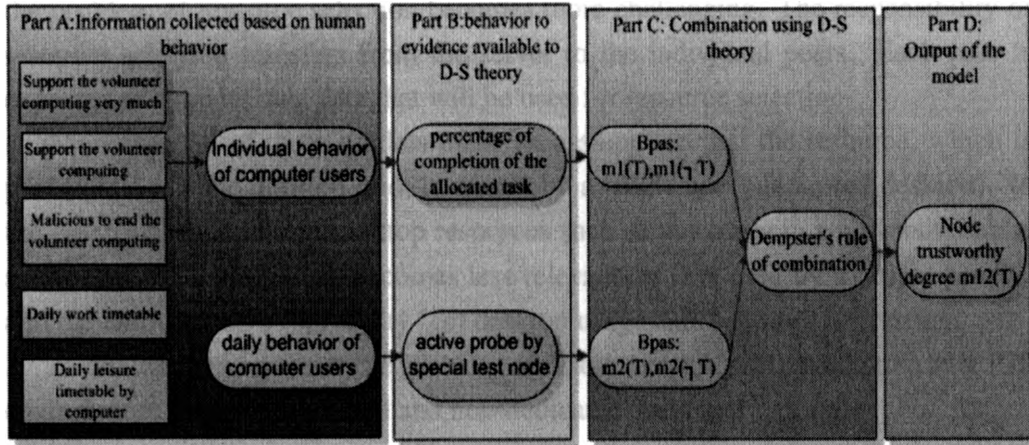 Part A:Information collected based on human
behavior
Support the volunteer
computing very much
Support the volunteer
computing
Malicious to end the
volunteer computing
Daily work timetable
Daily leisure
timetable by
computer
Individual behavior
of computer users
daily behavior of
computer users
Part B:behavior to
evidence available to
D-S theory
percentage of
completion of the
allocated task
active probe by
special test node
Part C: Combination using D-S
theory
Bpas:
m1(T),m1(┐T)
Bpas:
m2(T),m2(┐T)
Dempster's rule
of combination
Part D:
Output of the
model
Node
trustworthy
degree m12(T)